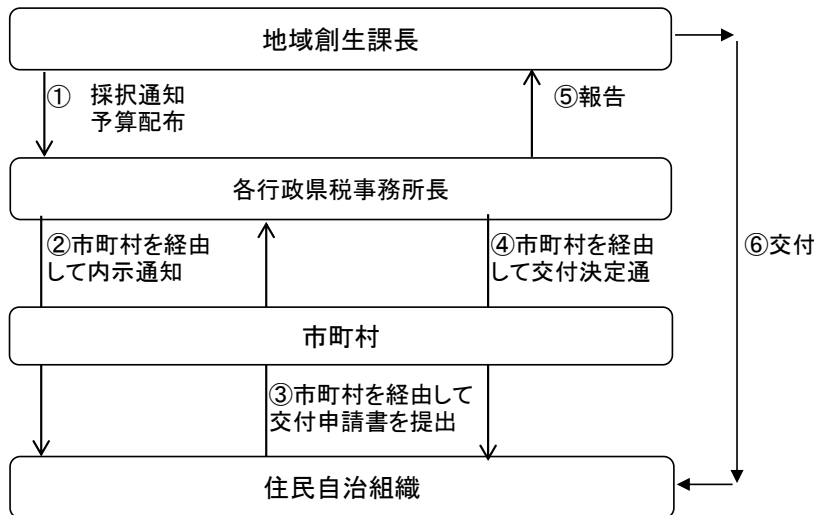 地域創生課長
① 採択通知
予算配布
⑤報告
各行政県税事務所長
②市町村を経由
して内示通知
④市町村を経由
して交付決定通
⑥交付
市町村
③市町村を経由して
交付申請書を提出
住民自治組織